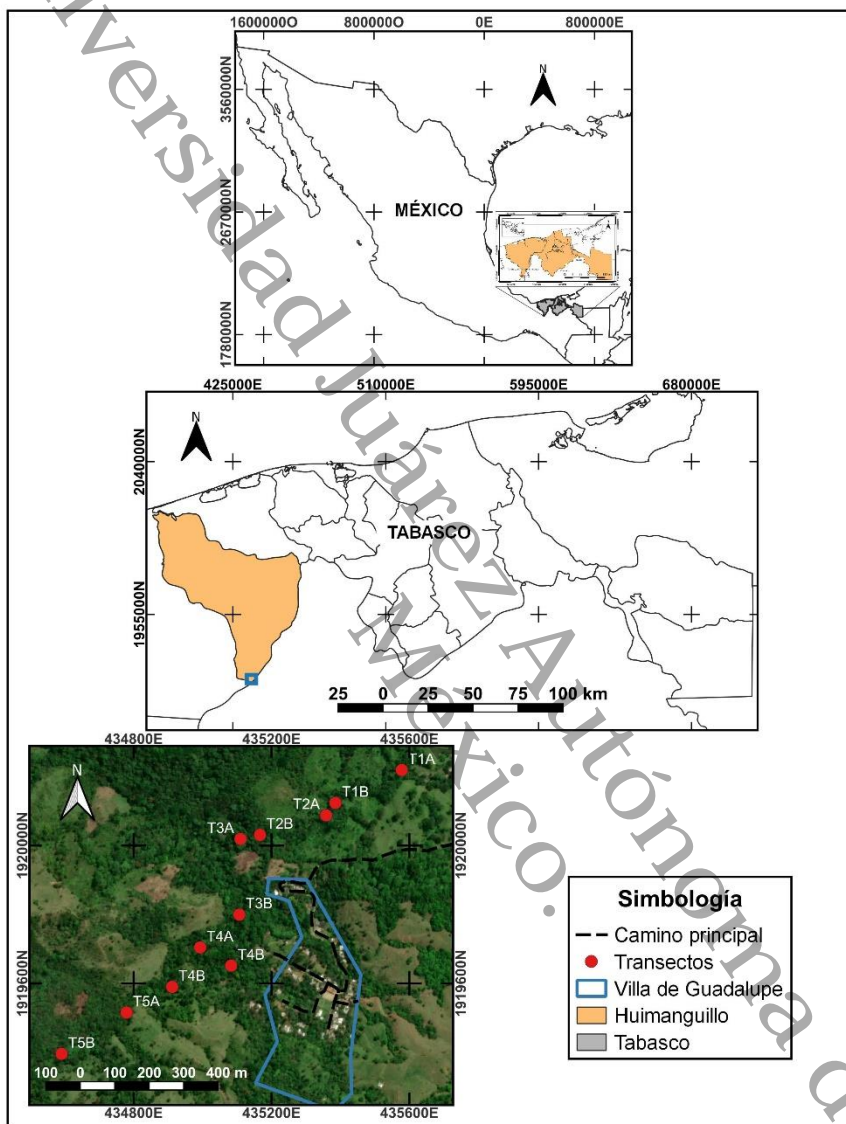 1600000O 800000O 0E 800000E
3560000N
2670000N
1780000N
N
MÉXICO
425000E 510000E 595000E 680000E
2040000N
1955000N
N
TABASCO
25 0 25 50 75 100 km
434800E 435200E 435600E
1920000N
1919600N
N
T1A
T1B
T2A
T2B
T3A
T3B
T4A
T4B
T4B
T5A
T5B
100 0 100 200 300 400 m
434800E 435200E 435600E
Simbología
Camino principal
Transectos
Villa de Guadalupe
Huimanguillo
Tabasco
Universidad Juárez Autónoma d
México.